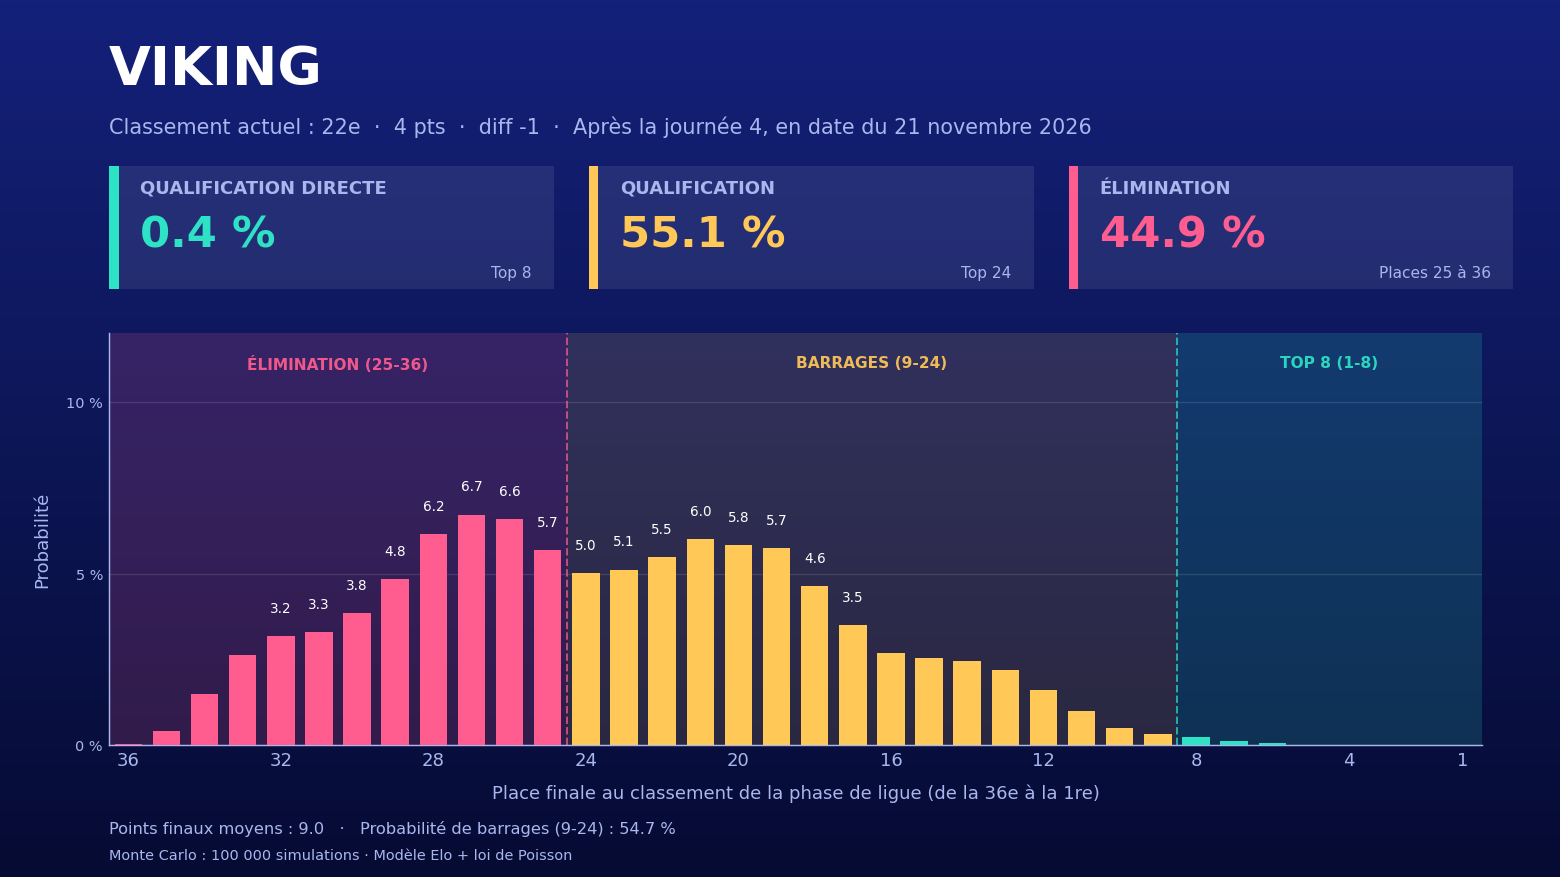 VIKING
Classement actuel : 22e · 4 pts · diff -1 · Après la journée 4, en date du 21 novembre 2026
QUALIFICATION DIRECTE
0.4 %
Top 8
QUALIFICATION
55.1 %
Top 24
ÉLIMINATION
44.9 %
Places 25 à 36
ÉLIMINATION (25-36)
BARRAGES (9-24)
TOP 8 (1-8)
Probabilité
10 %
5 %
0 %
3.2
3.3
3.8
4.8
6.2
6.7
6.6
5.7
5.0
5.1
5.5
6.0
5.8
5.7
4.6
3.5
36 32 28 24 20 16 12 8 4 1
Place finale au classement de la phase de ligue (de la 36e à la 1re)
Points finaux moyens : 9.0 · Probabilité de barrages (9-24) : 54.7 %
Monte Carlo : 100 000 simulations · Modèle Elo + loi de Poisson